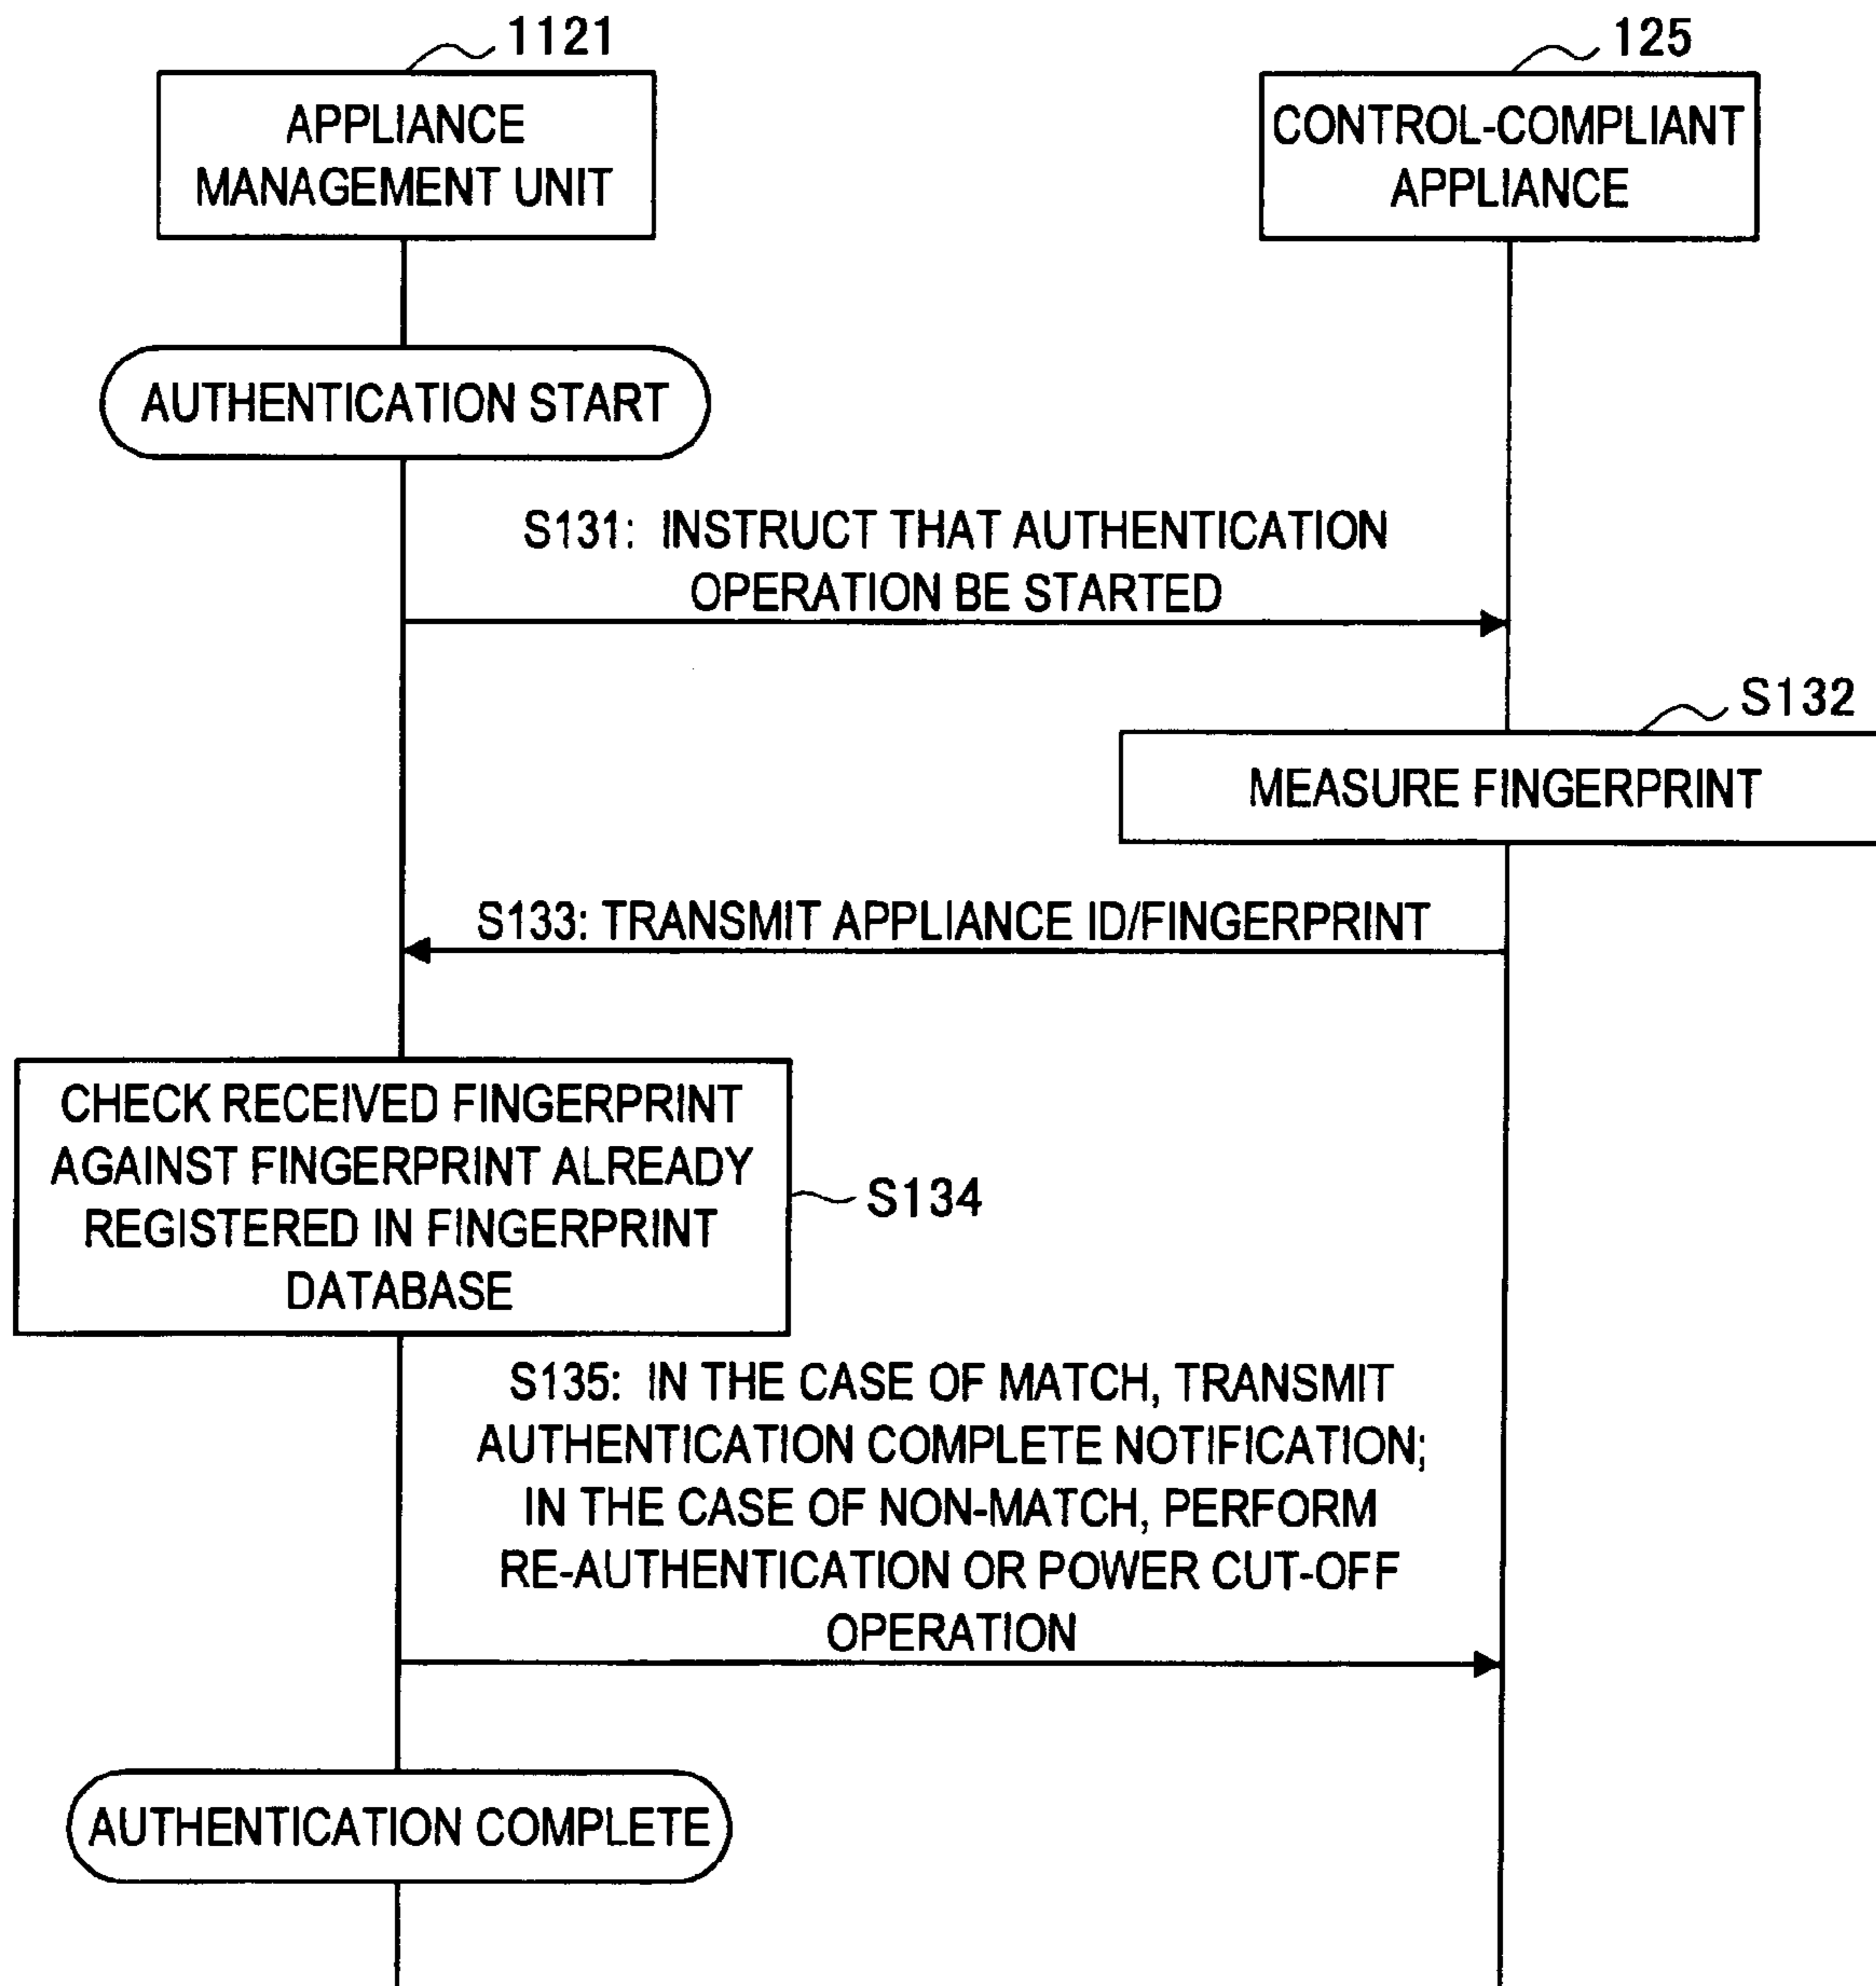 1121
125
APPLIANCE
MANAGEMENT UNIT
CONTROL-COMPLIANT
APPLIANCE
AUTHENTICATION START
S131: INSTRUCT THAT AUTHENTICATION
OPERATION BE STARTED
S132
MEASURE FINGERPRINT
S133: TRANSMIT APPLIANCE ID/FINGERPRINT
CHECK RECEIVED FINGERPRINT
AGAINST FINGERPRINT ALREADY
REGISTERED IN FINGERPRINT
DATABASE
S134
S135: IN THE CASE OF MATCH, TRANSMIT
AUTHENTICATION COMPLETE NOTIFICATION;
IN THE CASE OF NON-MATCH, PERFORM
RE-AUTHENTICATION OR POWER CUT-OFF
OPERATION
AUTHENTICATION COMPLETE